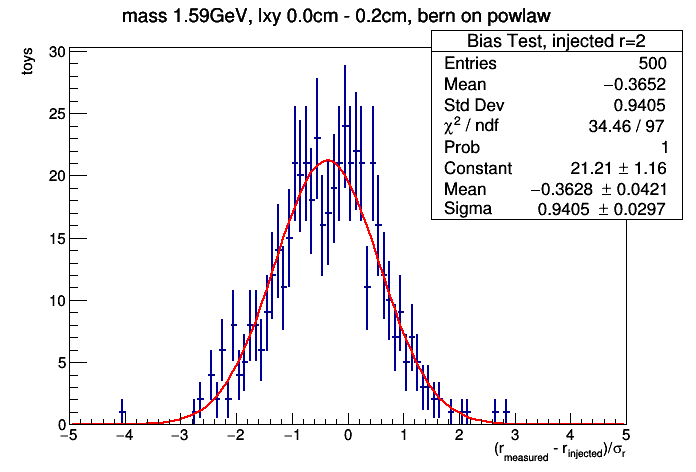 mass 1.59GeV, lxy 0.0cm - 0.2cm, bern on powlaw
Bias Test, injected r=2
Entries 500
Mean −0.3652
Std Dev 0.9405
χ² / ndf 34.46 / 97
Prob 1
Constant 21.21 ± 1.16
Mean −0.3628 ± 0.0421
Sigma 0.9405 ± 0.0297
toys
30
25
20
15
10
5
0
−5 −4 −3 −2 −1 0 1 2 3 4 5
(r_measured - r_injected)/σ_r